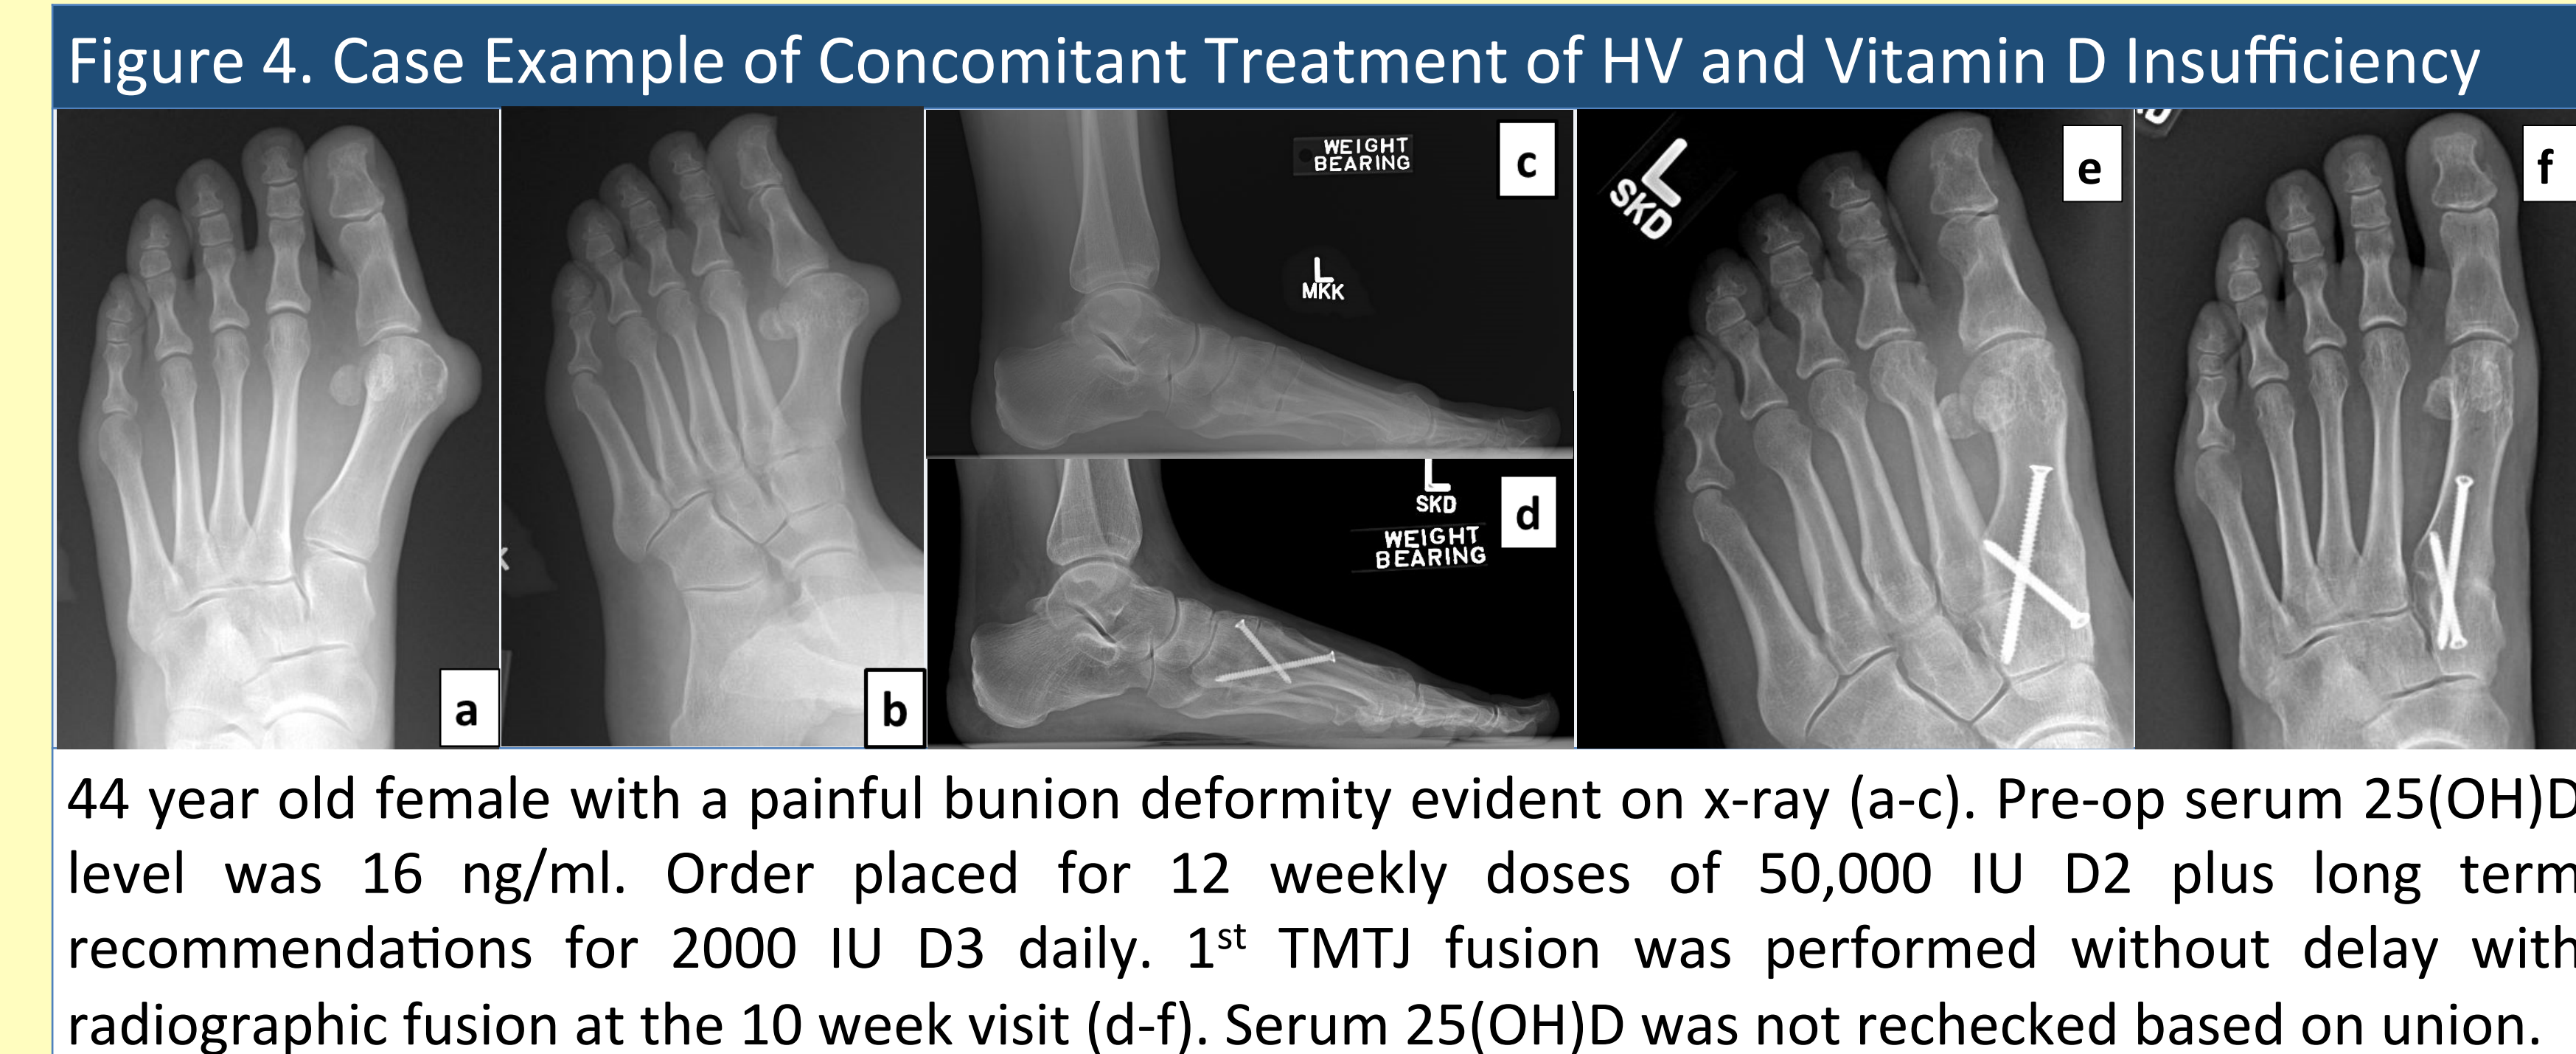 Figure 4. Case Example of Concomitant Treatment of HV and Vitamin D Insufficiency
a
b
WEIGHT
BEARING
c
L
MKK
L
SKD
WEIGHT
BEARING
d
L
SKD
e
f
44 year old female with a painful bunion deformity evident on x-ray (a-c). Pre-op serum 25(OH)D
level was 16 ng/ml. Order placed for 12 weekly doses of 50,000 IU D2 plus long term
recommendations for 2000 IU D3 daily. 1st TMTJ fusion was performed without delay with
radiographic fusion at the 10 week visit (d-f). Serum 25(OH)D was not rechecked based on union.